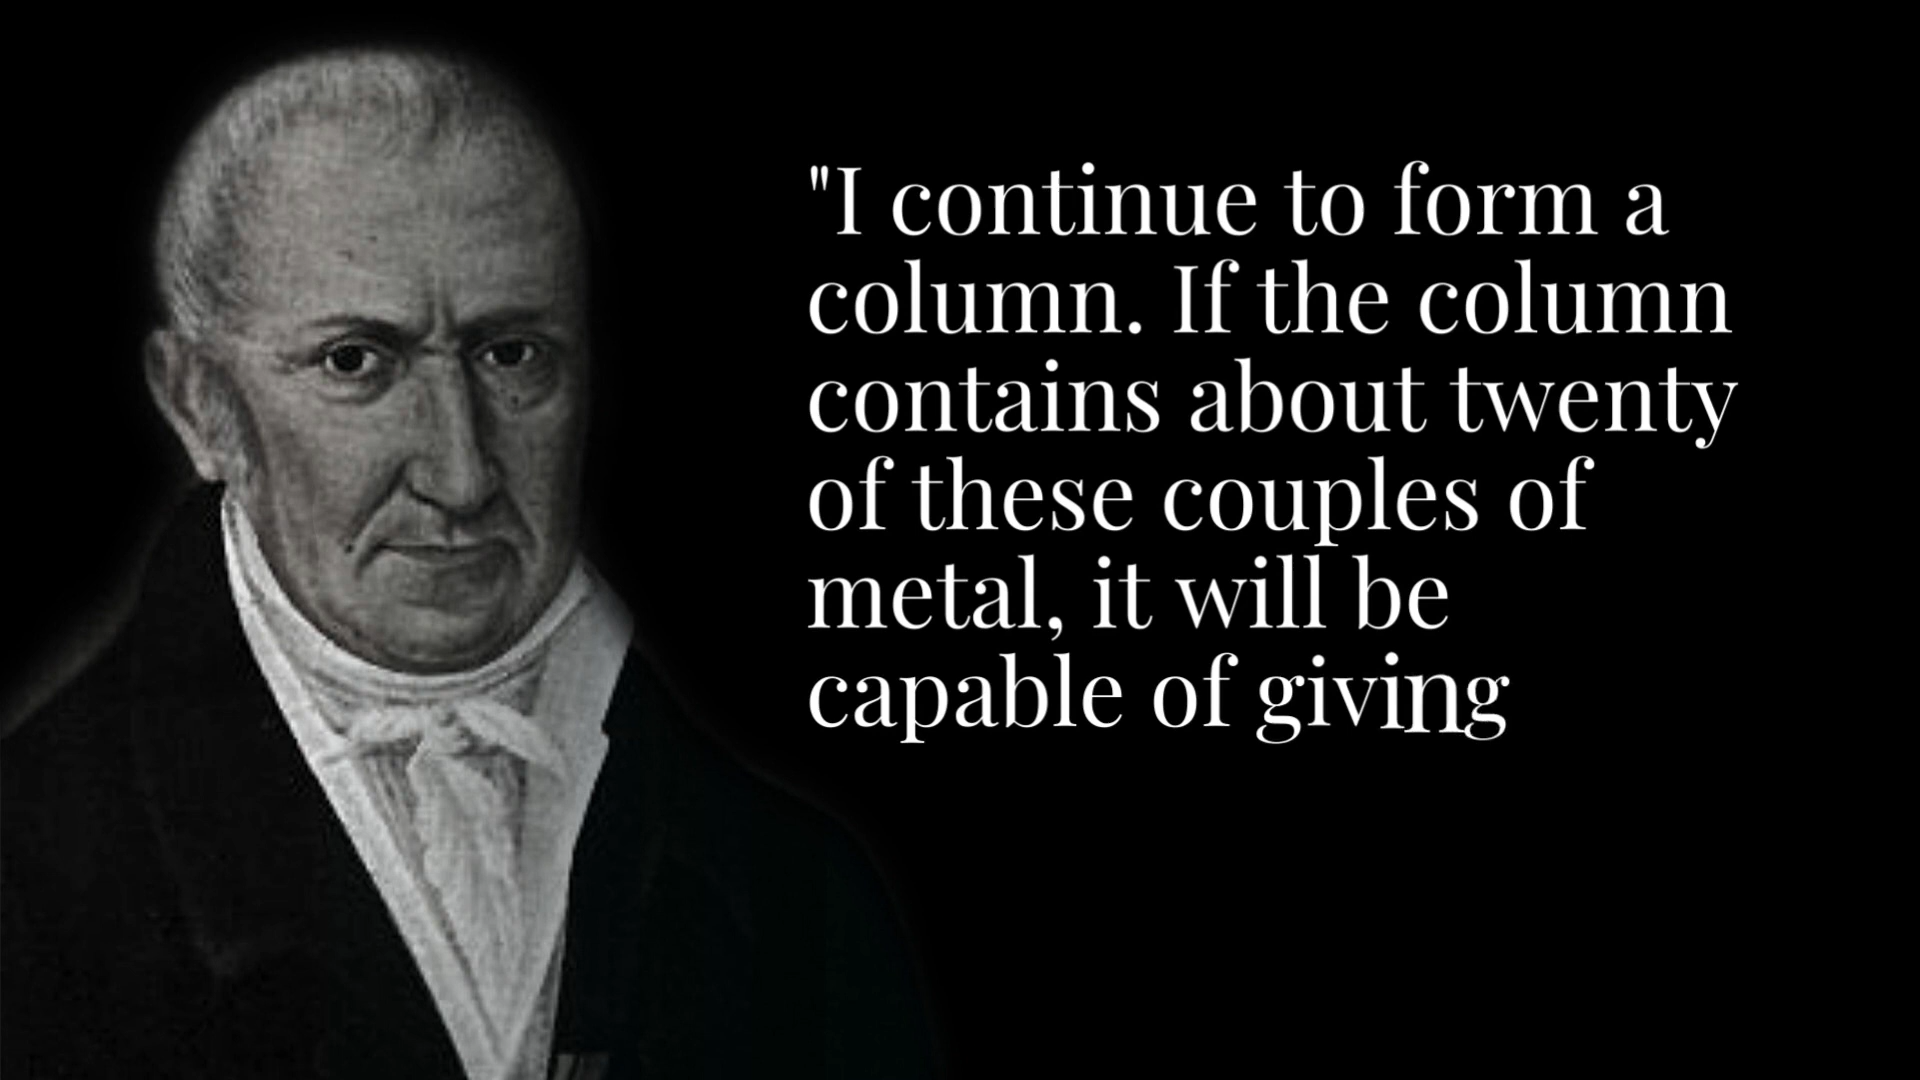 "I continue to form a
column. If the column
contains about twenty
of these couples of
metal, it will be
capable of giving